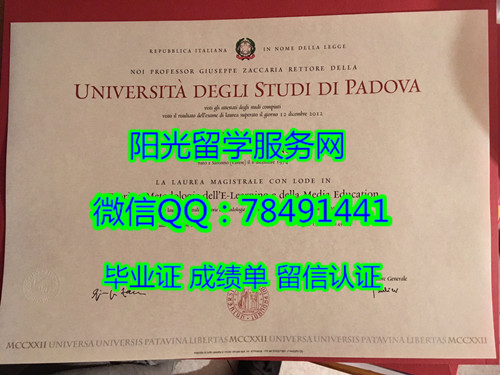 REPUBBLICA ITALIANA IN NOME DELLA LEGGE
NOI PROFESSOR GIUSEPPE ZACCARIA RETTORE DELLA
UNIVERSITÀ DEGLI STUDI DI PADOVA
visti gli attestati degli studi compiuti
visto il risultato dell'esame di laurea superato il giorno 12 dicembre 2012
阳光留学服务网
LA LAUREA MAGISTRALE CON LODE IN
dell'E-Learning e della Media Education
微信QQ：78491441
毕业证 成绩单 留信认证
Generale
MCCXXII UNIVERSA UNIVERSIS PATAVINA LIBERTAS MCCXXII UNIVERSA UNIVERSIS PATAVINA LIBERTAS MCCXXII